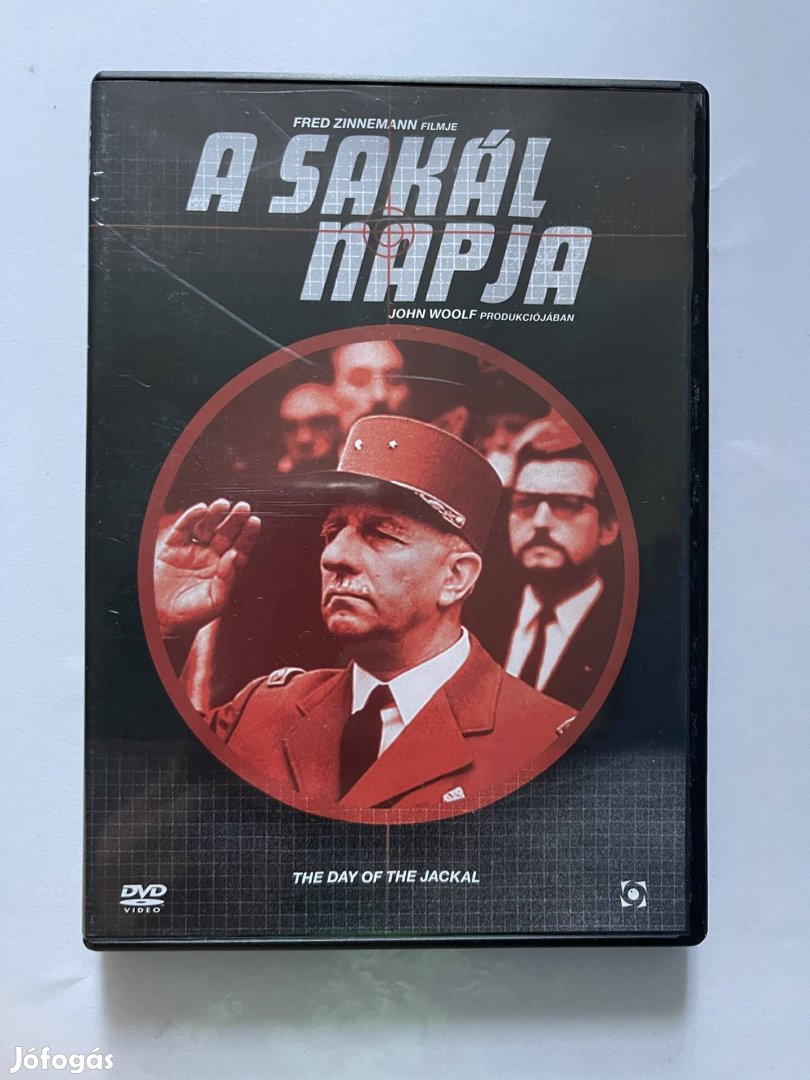 FRED ZINNEMANN FILMJE
A SAKÁL
NAPJA
JOHN WOOLF PRODUKCIÓJÁBAN
THE DAY OF THE JACKAL
DVD
VIDEO
Jófogás